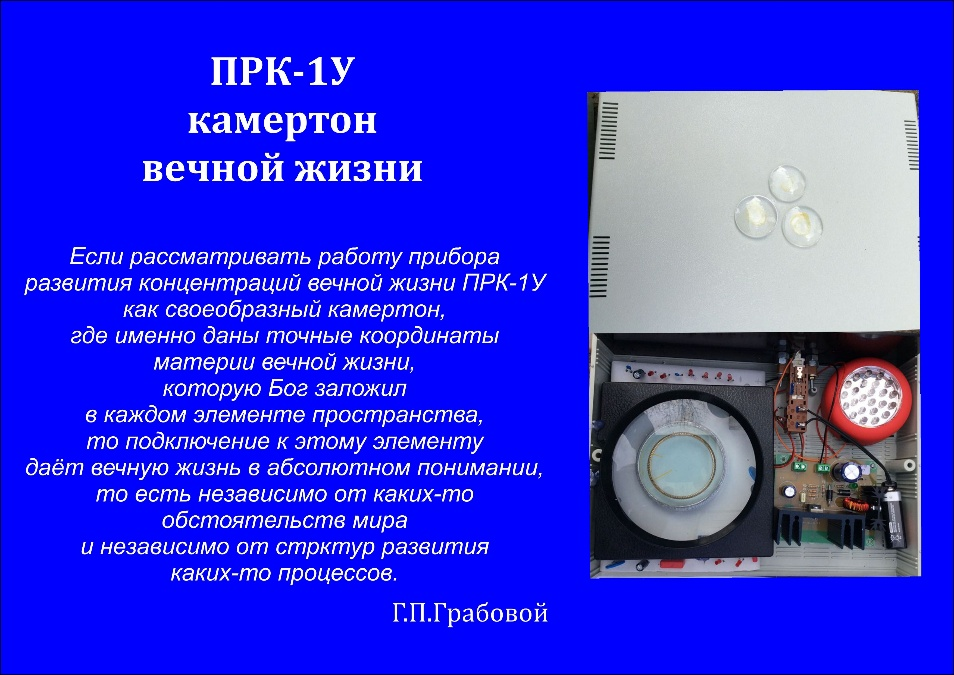 ПРК-1У
камертон
вечной жизни
Если рассматривать работу прибора
развития концентраций вечной жизни ПРК-1У
как своеобразный камертон,
где именно даны точные координаты
материи вечной жизни,
которую Бог заложил
в каждом элементе пространства,
то подключение к этому элементу
даёт вечную жизнь в абсолютном понимании,
то есть независимо от каких-то
обстоятельств мира
и независимо от стрктур развития
каких-то процессов.
Г.П.Грабовой